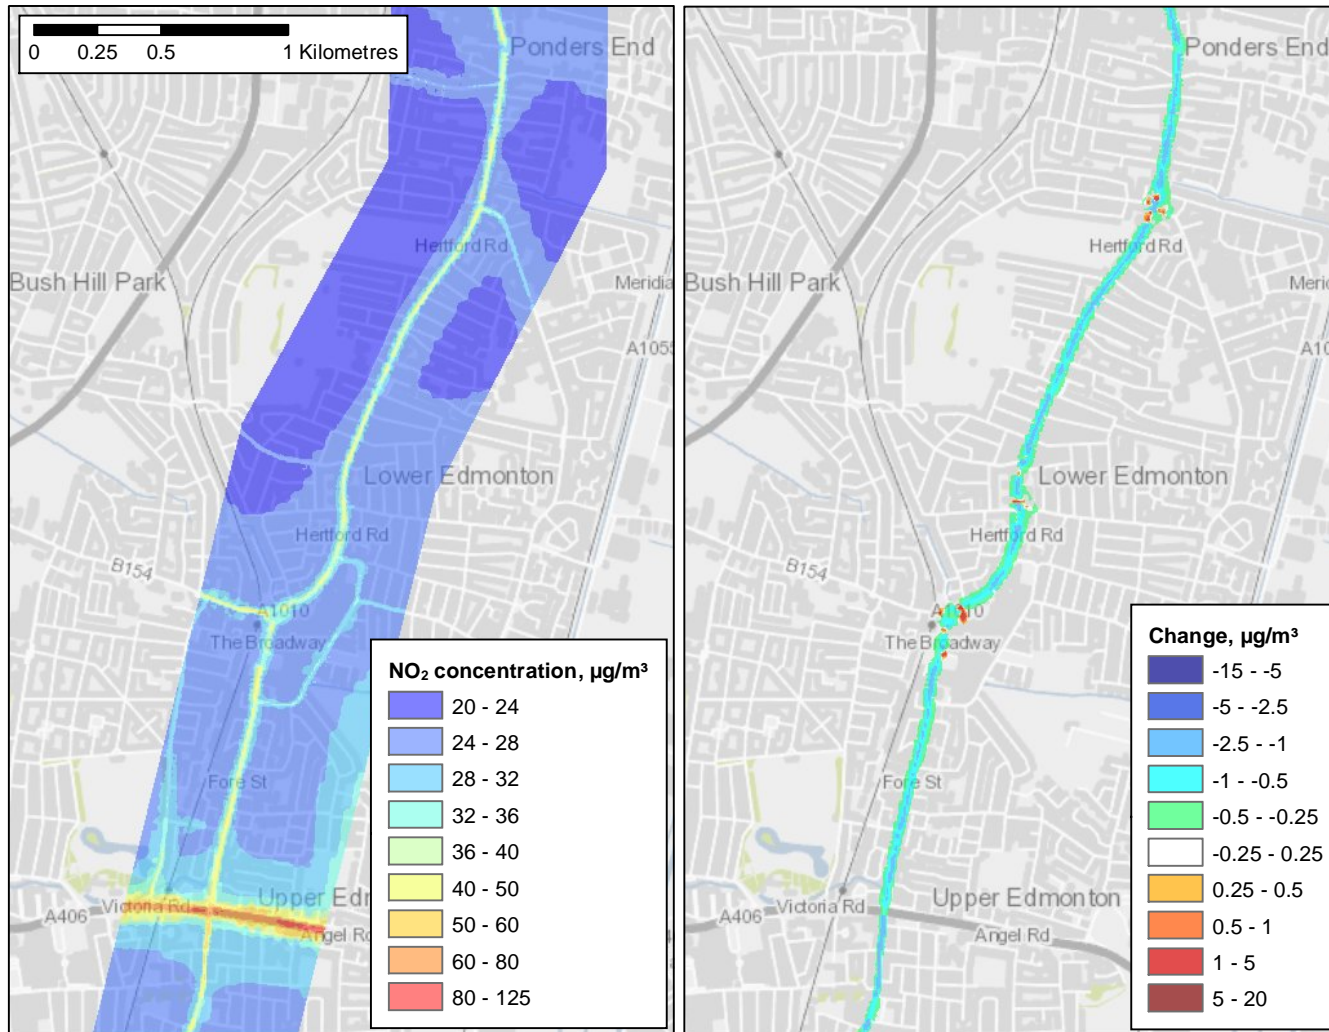 0 0.25 0.5 1 Kilometres
Ponders End
Hertford Rd
Bush Hill Park
Meridia
A1055
Lower Edmonton
Hertford Rd
B154
A1010
The Broadway
Fore St
Upper Ed
A406
Victoria Rd
Angel Rd
NO₂ concentration, µg/m³
20 - 24
24 - 28
28 - 32
32 - 36
36 - 40
40 - 50
50 - 60
60 - 80
80 - 125
Ponders End
Hertford Rd
Bush Hill Park
Meridia
A10
Lower Edmonton
Hertford Rd
B154
A1010
The Broadway
Fore St
Upper Edmonton
A406
Victoria Rd
Angel Rd
Change, µg/m³
-15 - -5
-5 - -2.5
-2.5 - -1
-1 - -0.5
-0.5 - -0.25
-0.25 - 0.25
0.25 - 0.5
0.5 - 1
1 - 5
5 - 20